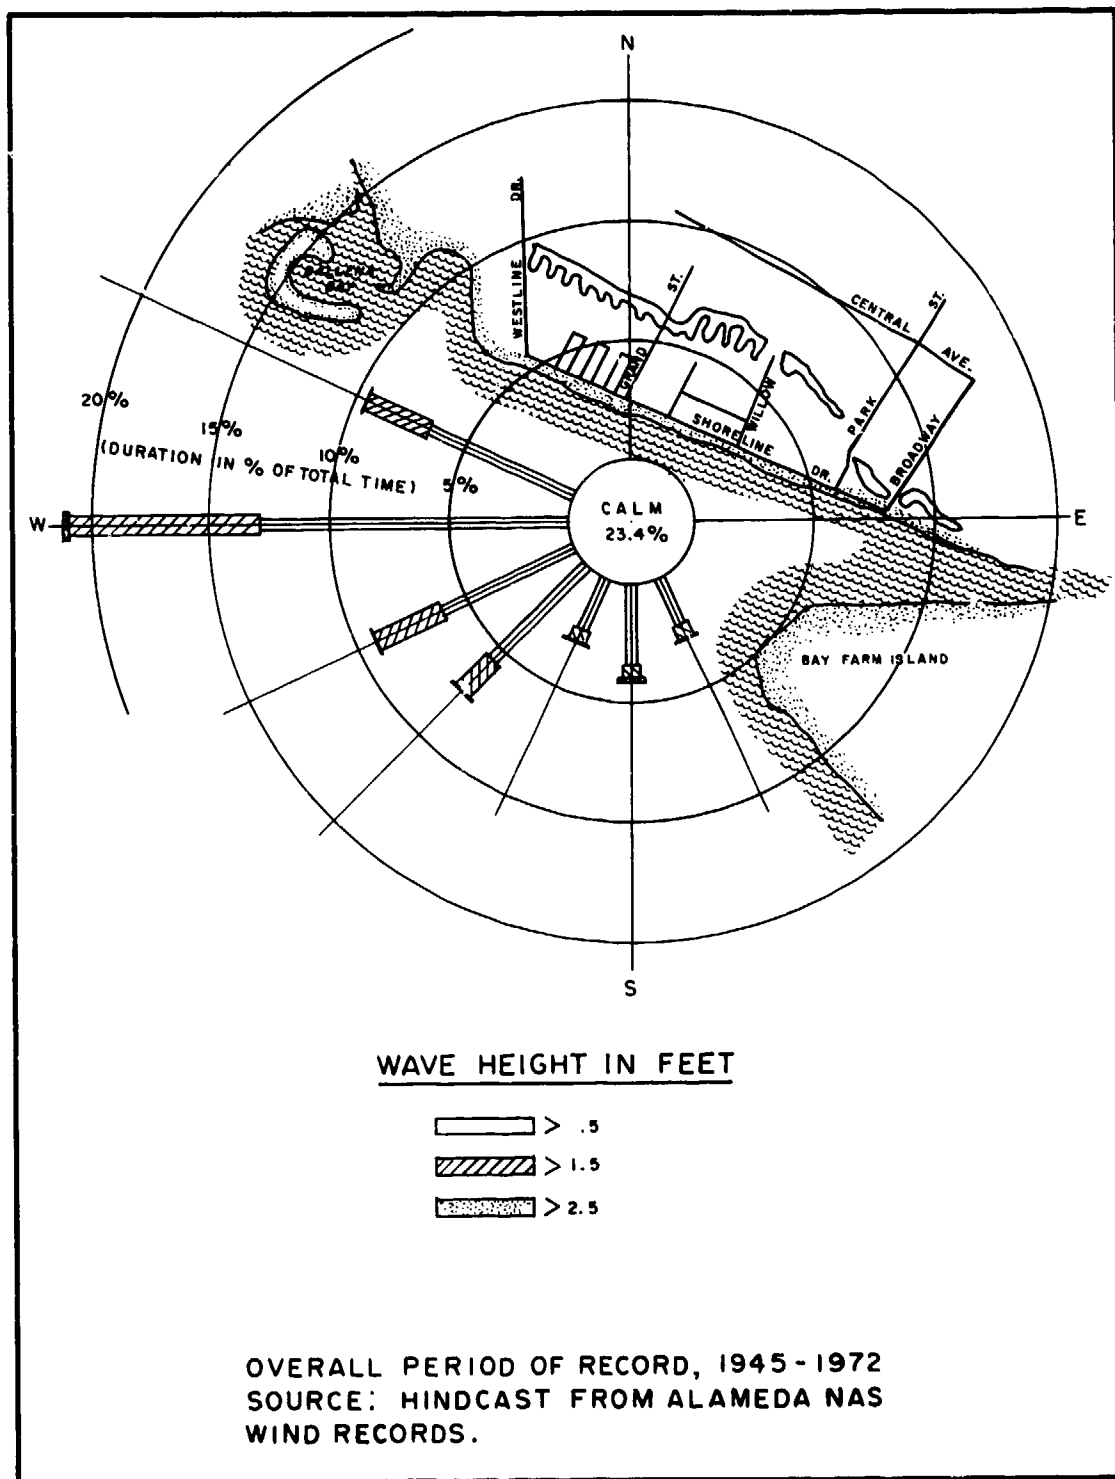 N
WESTLINE DR.
BALLENA
BAY
GRAND ST.
CENTRAL AVE.
PARK ST.
WILLOW
BROADWAY
SHORELINE DR.
20%
15%
10%
5%
(DURATION IN % OF TOTAL TIME)
W
CALM
23.4%
E
BAY FARM ISLAND
S
WAVE HEIGHT IN FEET
> .5
> 1.5
> 2.5
OVERALL PERIOD OF RECORD, 1945-1972
SOURCE: HINDCAST FROM ALAMEDA NAS
WIND RECORDS.